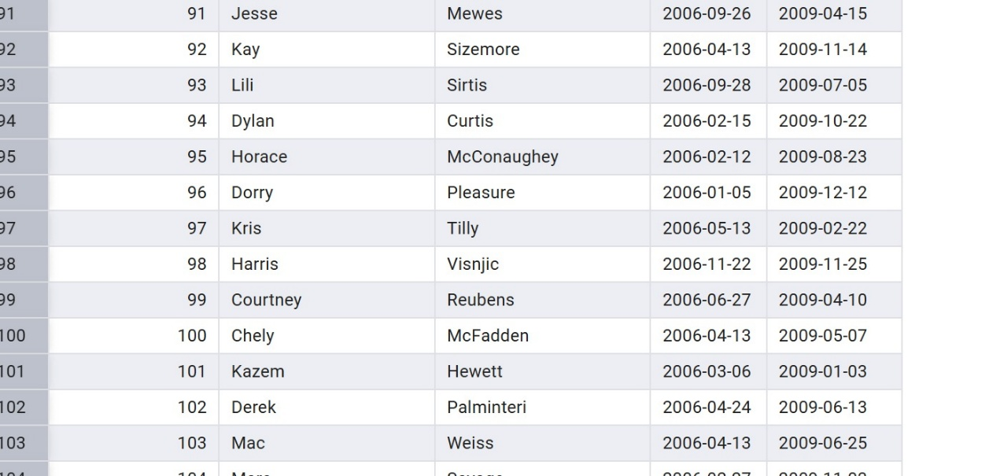 91 91 Jesse Mewes 2006-09-26 2009-04-15
92 92 Kay Sizemore 2006-04-13 2009-11-14
93 93 Lili Sirtis 2006-09-28 2009-07-05
94 94 Dylan Curtis 2006-02-15 2009-10-22
95 95 Horace McConaughey 2006-02-12 2009-08-23
96 96 Dorry Pleasure 2006-01-05 2009-12-12
97 97 Kris Tilly 2006-05-13 2009-02-22
98 98 Harris Visnjic 2006-11-22 2009-11-25
99 99 Courtney Reubens 2006-06-27 2009-04-10
100 100 Chely McFadden 2006-04-13 2009-05-07
101 101 Kazem Hewett 2006-03-06 2009-01-03
102 102 Derek Palminteri 2006-04-24 2009-06-13
103 103 Mac Weiss 2006-04-13 2009-06-25